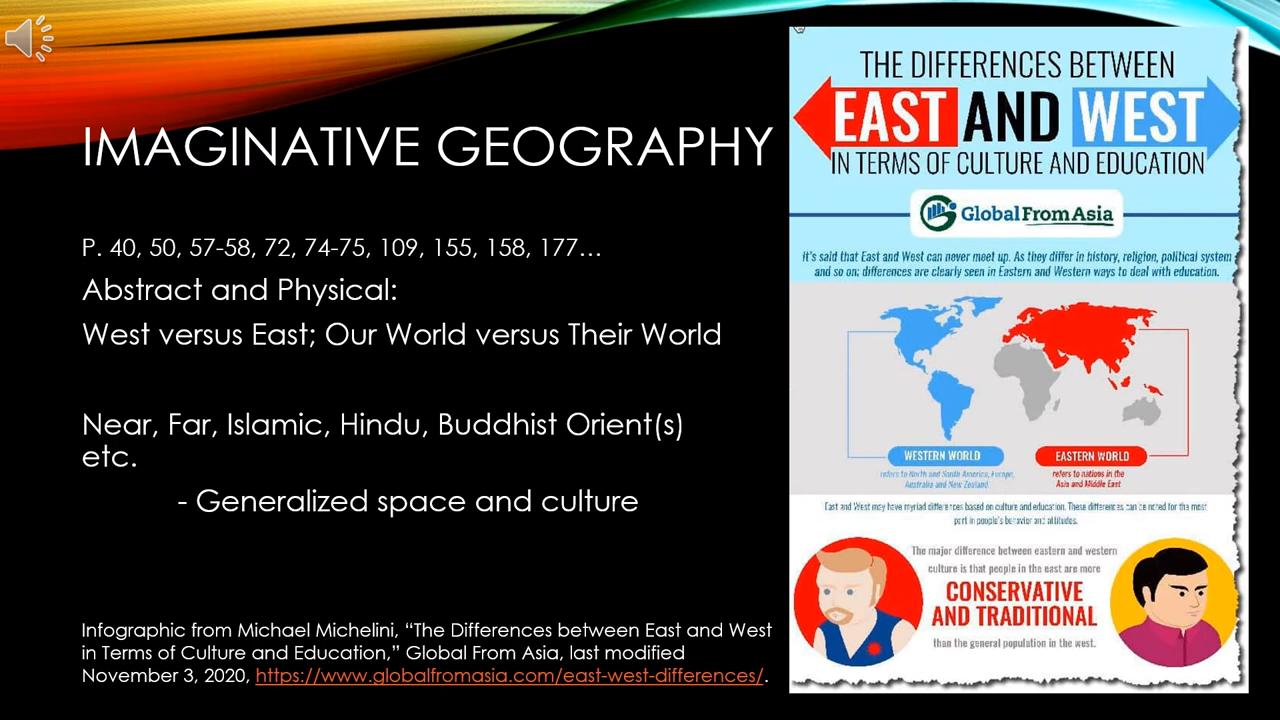 IMAGINATIVE GEOGRAPHY
P. 40, 50, 57-58, 72, 74-75, 109, 155, 158, 177…
Abstract and Physical:
West versus East; Our World versus Their World
Near, Far, Islamic, Hindu, Buddhist Orient(s)
etc.
- Generalized space and culture
Infographic from Michael Michelini, “The Differences between East and West
in Terms of Culture and Education,” Global From Asia, last modified
November 3, 2020, https://www.globalfromasia.com/east-west-differences/.
THE DIFFERENCES BETWEEN
EAST AND WEST
IN TERMS OF CULTURE AND EDUCATION
Global From Asia
It's said that East and West can never meet up. As they differ in history, religion, political system
and so on; differences are clearly seen in Eastern and Western ways to deal with education.
WESTERN WORLD
refers to North and South America, Europe,
Australia and New Zealand.
EASTERN WORLD
refers to nations in the
Asia and Middle East
East and West may have myriad differences based on culture and education. These differences can be noted for the most
part in people's behavior and attitudes.
The major difference between eastern and western
culture is that people in the east are more
CONSERVATIVE
AND TRADITIONAL
than the general population in the west.